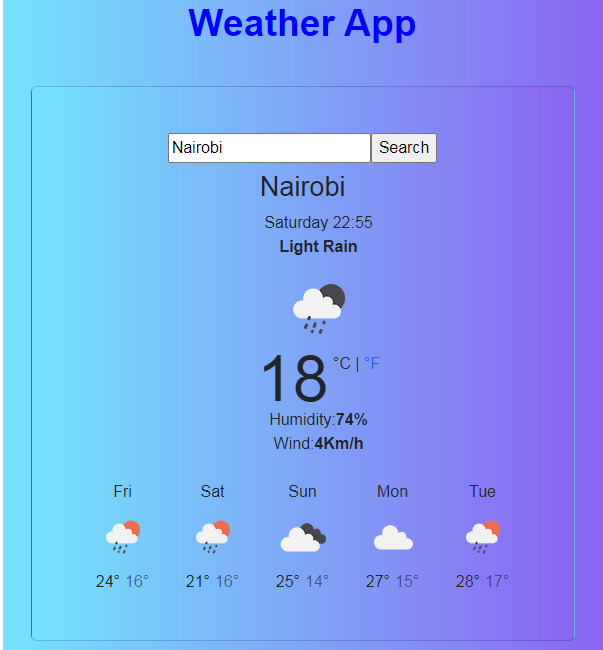 Weather App
Nairobi Search
Nairobi
Saturday 22:55
Light Rain
18 °C | °F
Humidity:74%
Wind:4Km/h
Fri Sat Sun Mon Tue
24° 16° 21° 16° 25° 14° 27° 15° 28° 17°